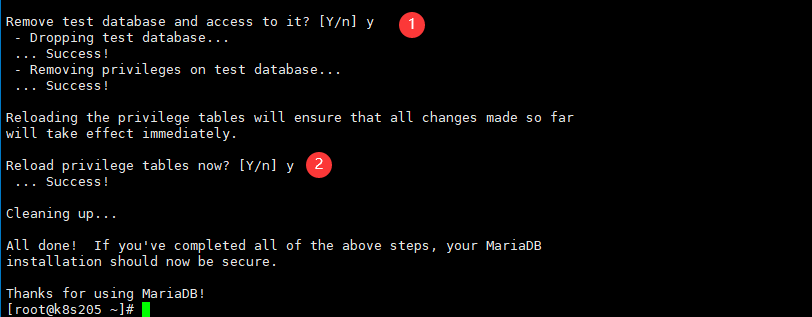 Remove test database and access to it? [Y/n] y 1
 - Dropping test database...
 ... Success!
 - Removing privileges on test database...
 ... Success!
Reloading the privilege tables will ensure that all changes made so far
will take effect immediately.
Reload privilege tables now? [Y/n] y 2
 ... Success!
Cleaning up...
All done!  If you've completed all of the above steps, your MariaDB
installation should now be secure.
Thanks for using MariaDB!
[root@k8s205 ~]#